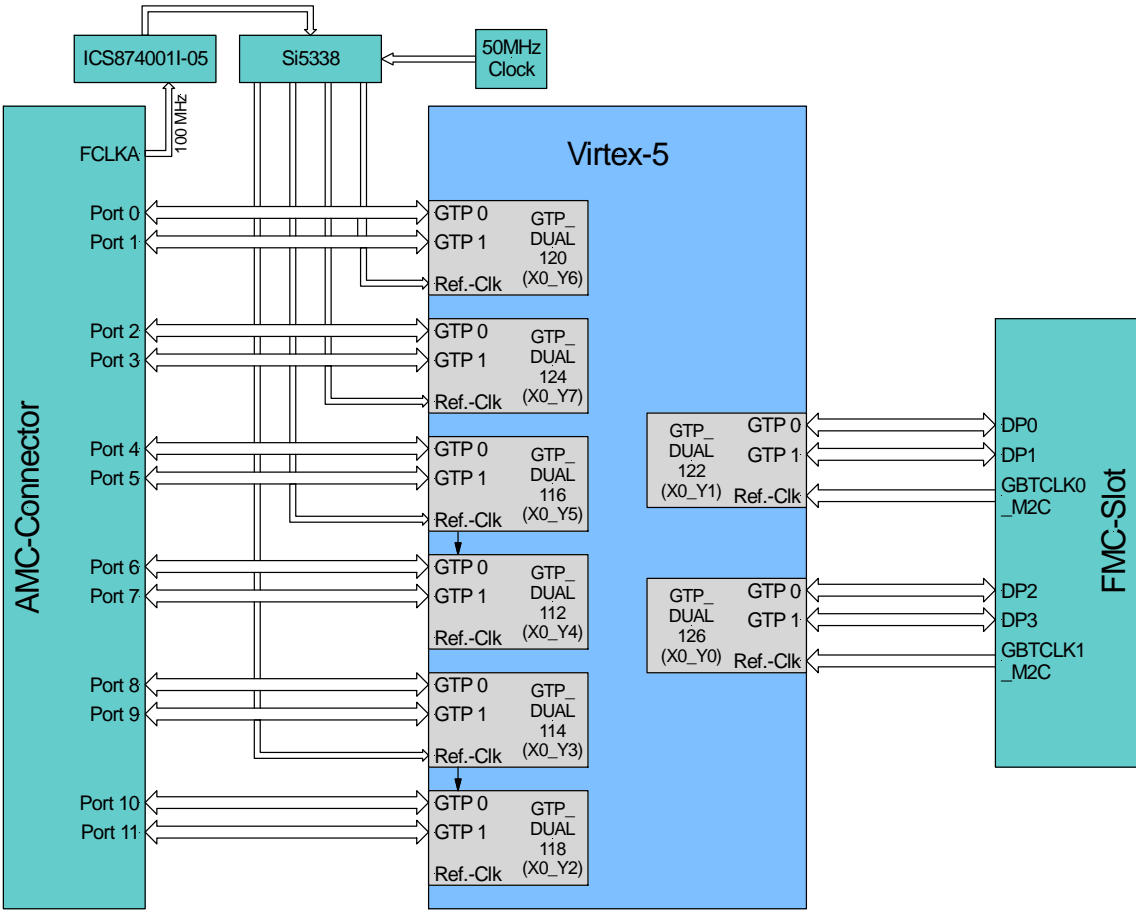 ICS874001I-05
Si5338
50MHz
Clock
100 MHz
AMC-Connector
FCLKA
Port 0
Port 1
Port 2
Port 3
Port 4
Port 5
Port 6
Port 7
Port 8
Port 9
Port 10
Port 11
Virtex-5
GTP 0
GTP 1
Ref.-Clk
GTP_
DUAL
120
(X0_Y6)
GTP 0
GTP 1
Ref.-Clk
GTP_
DUAL
124
(X0_Y7)
GTP 0
GTP 1
Ref.-Clk
GTP_
DUAL
116
(X0_Y5)
GTP 0
GTP 1
Ref.-Clk
GTP_
DUAL
112
(X0_Y4)
GTP 0
GTP 1
Ref.-Clk
GTP_
DUAL
114
(X0_Y3)
GTP 0
GTP 1
Ref.-Clk
GTP_
DUAL
118
(X0_Y2)
GTP_
DUAL
122
(X0_Y1)
GTP 0
GTP 1
Ref.-Clk
GTP_
DUAL
126
(X0_Y0)
GTP 0
GTP 1
Ref.-Clk
DP0
DP1
GBTCLK0
_M2C
DP2
DP3
GBTCLK1
_M2C
FMC-Slot